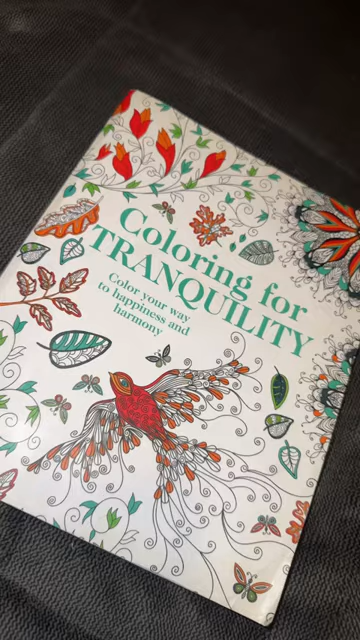 Coloring for
TRANQUILITY
Color your way
to happiness and
harmony